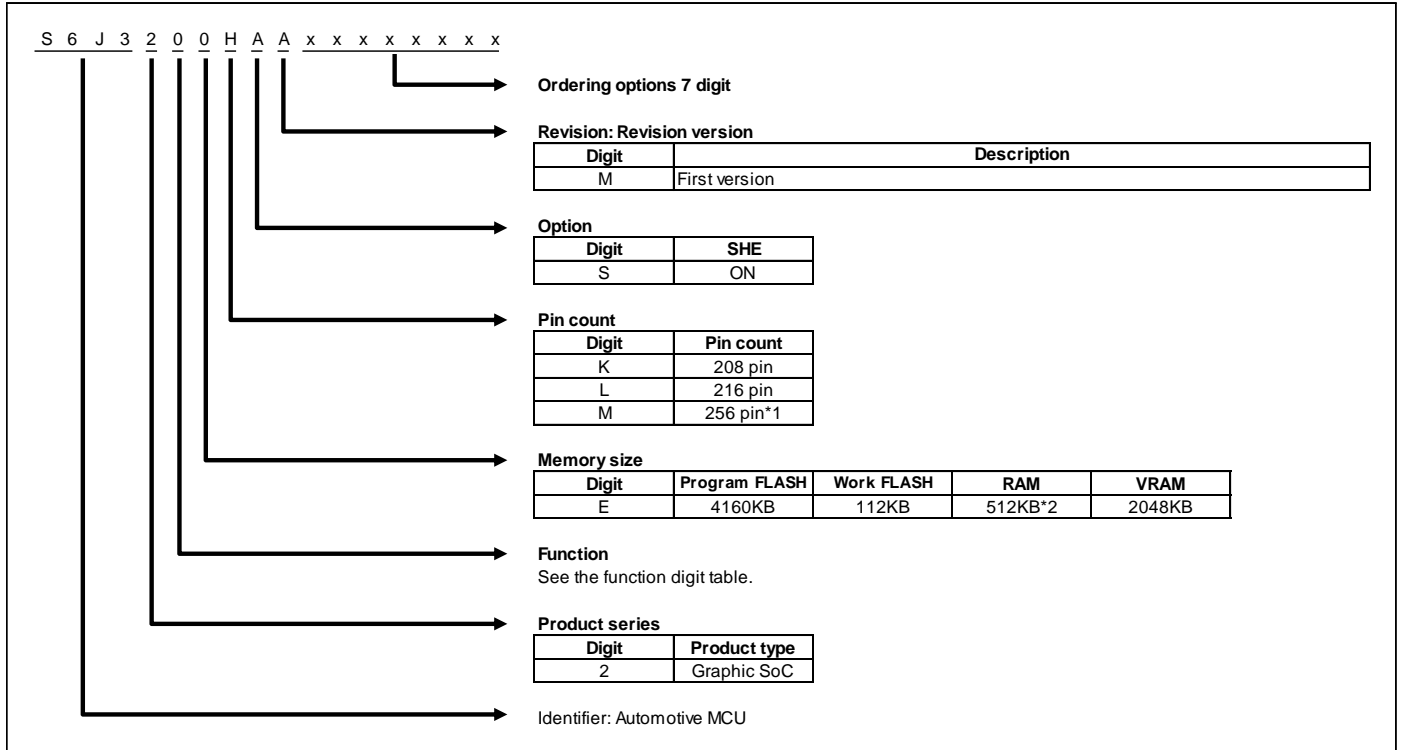 S 6 J 3 2 0 0 H A A x x x x x x x x
Ordering options 7 digit
Revision: Revision version
Digit Description
M First version
Option
Digit SHE
S ON
Pin count
Digit Pin count
K 208 pin
L 216 pin
M 256 pin*1
Memory size
Digit Program FLASH Work FLASH RAM VRAM
E 4160KB 112KB 512KB*2 2048KB
Function
See the function digit table.
Product series
Digit Product type
2 Graphic SoC
Identifier: Automotive MCU